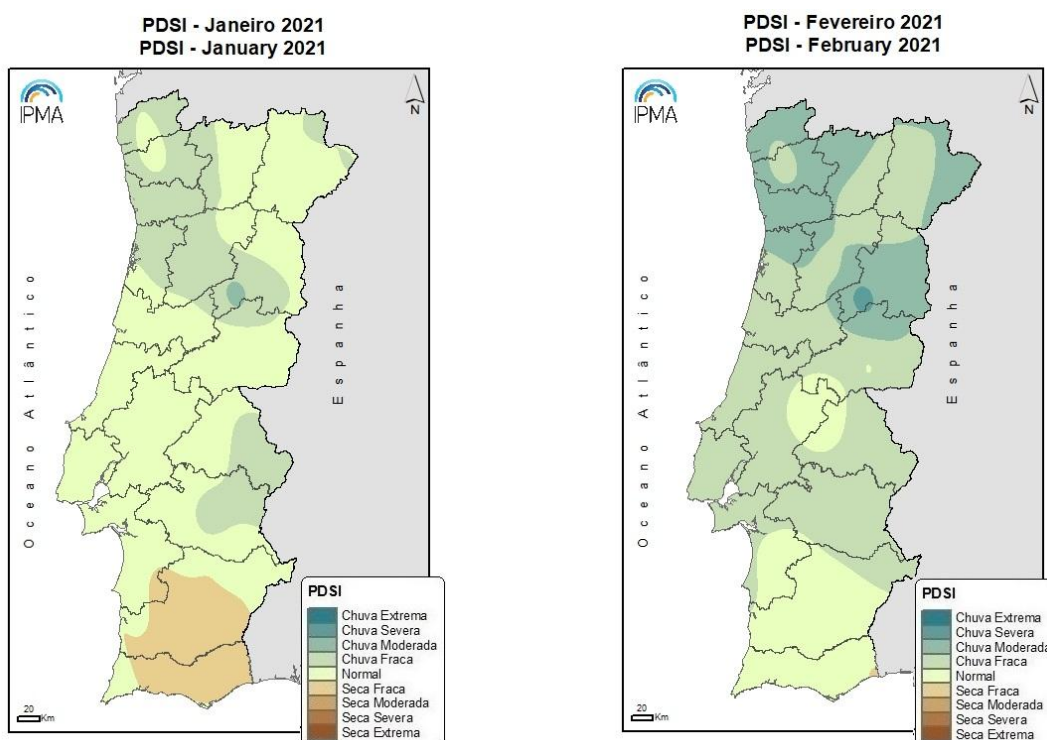 PDSI - Janeiro 2021
PDSI - January 2021
IPMA
N
Oceano Atlântico
Espanha
PDSI
Chuva Extrema
Chuva Severa
Chuva Moderada
Chuva Fraca
Normal
Seca Fraca
Seca Moderada
Seca Severa
Seca Extrema
20
Km
PDSI - Fevereiro 2021
PDSI - February 2021
IPMA
N
Oceano Atlântico
Espanha
PDSI
Chuva Extrema
Chuva Severa
Chuva Moderada
Chuva Fraca
Normal
Seca Fraca
Seca Moderada
Seca Severa
Seca Extrema
20
Km